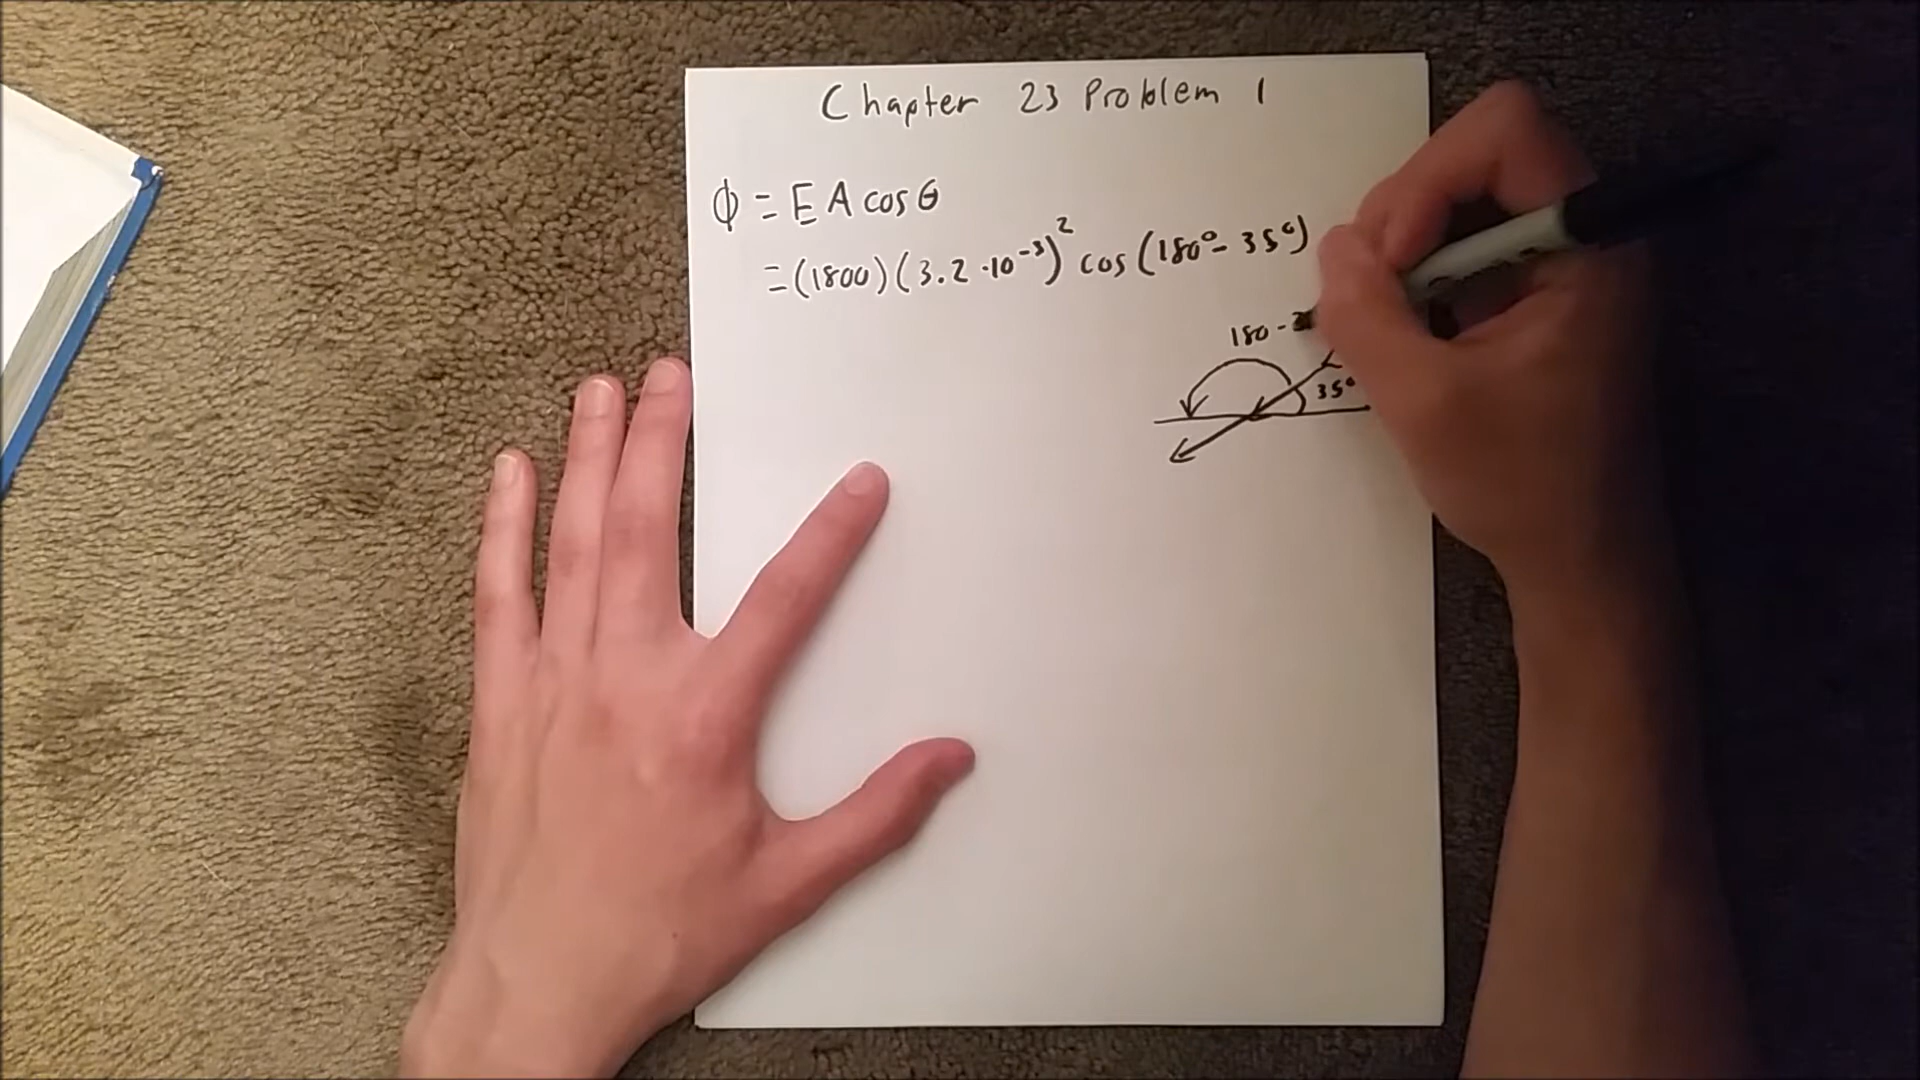 Chapter 23 Problem 1
ϕ = E A cos θ
= (1800) (3.2 · 10⁻³)² cos (180° - 35°)
180 -
35°